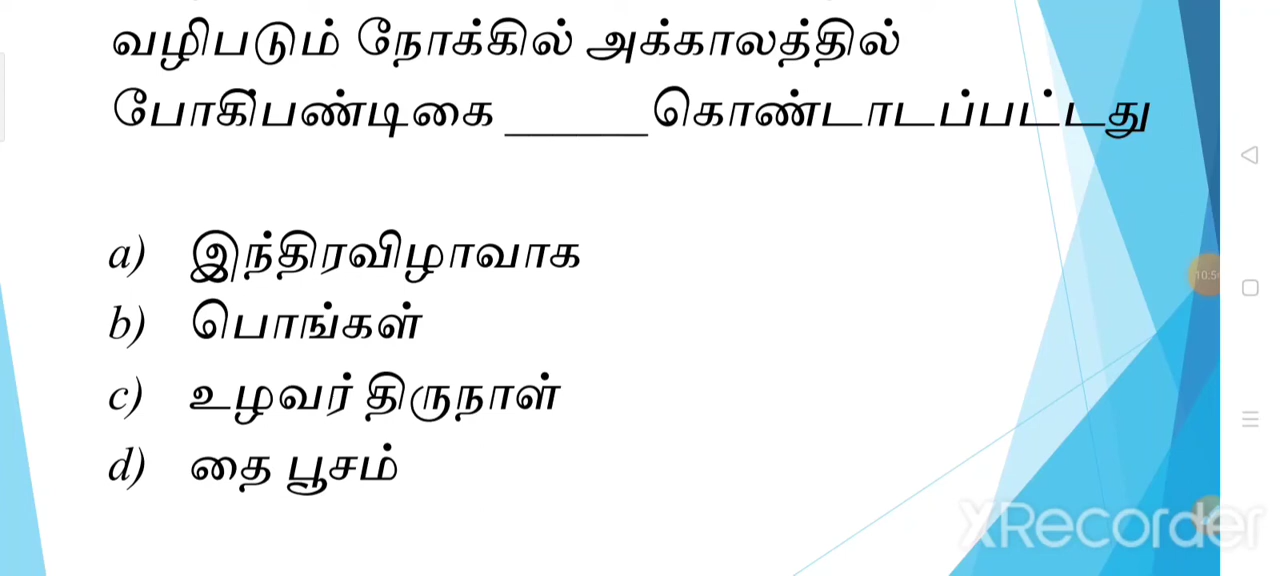 வழிபடும் நோக்கில் அக்காலத்தில்
போகிப்பண்டிகை ______ கொண்டாடப்பட்டது
a) இந்திரவிழாவாக
b) பொங்கள்
c) உழவர் திருநாள்
d) தை பூசம்
XRecorder